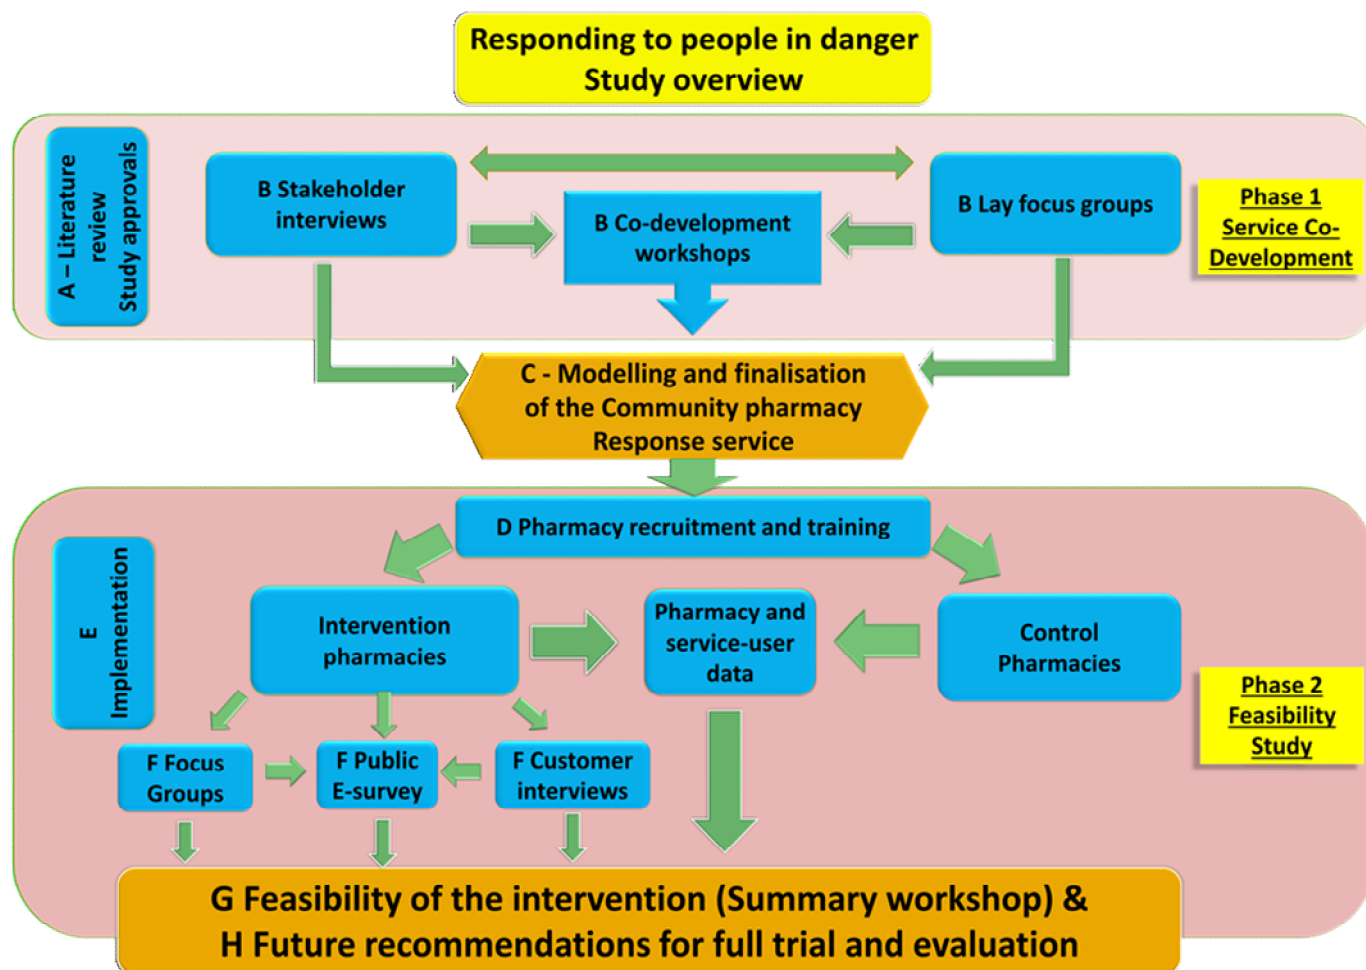 Responding to people in danger
Study overview
A – Literature
review
Study approvals
B Stakeholder
interviews
B Co-development
workshops
B Lay focus groups
Phase 1
Service Co-
Development
C - Modelling and finalisation
of the Community pharmacy
Response service
D Pharmacy recruitment and training
E
Implementation
Intervention
pharmacies
Pharmacy and
service-user
data
Control
Pharmacies
Phase 2
Feasibility
Study
F Focus
Groups
F Public
E-survey
F Customer
interviews
G Feasibility of the intervention (Summary workshop) &
H Future recommendations for full trial and evaluation